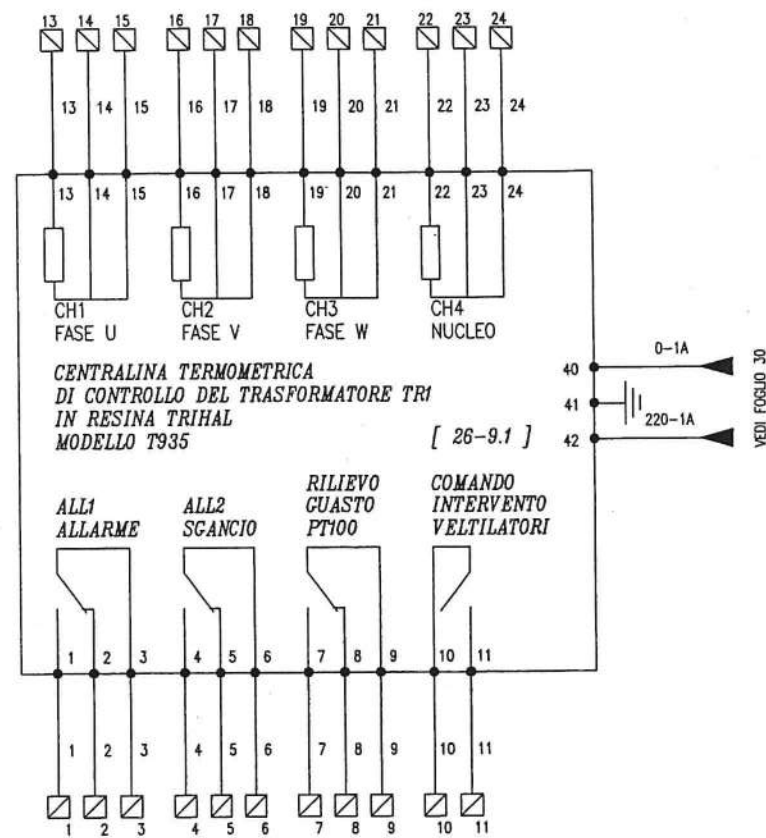 13 14 15 16 17 18 19 20 21 22 23 24
13 14 15 16 17 18 19 20 21 22 23 24
13 14 15 16 17 18 19 20 21 22 23 24
CH1 CH2 CH3 CH4
FASE U FASE V FASE W NUCLEO
CENTRALINA TERMOMETRICA
DI CONTROLLO DEL TRASFORMATORE TR1
IN RESINA TRIHAL
MODELLO T935
[ 26-9.1 ]
40 0-1A
41
42 220-1A
VEDI FOGLIO 30
ALL1
ALLARME
ALL2
SGANCIO
RILIEVO
GUASTO
PT100
COMANDO
INTERVENTO
VELTILATORI
1 2 3 4 5 6 7 8 9 10 11
1 2 3 4 5 6 7 8 9 10 11
1 2 3 4 5 6 7 8 9 10 11